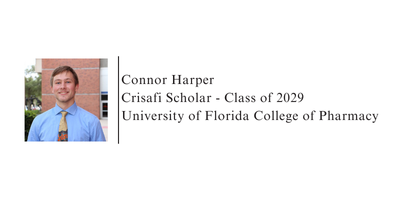 Connor Harper
Crisafi Scholar - Class of 2029
University of Florida College of Pharmacy